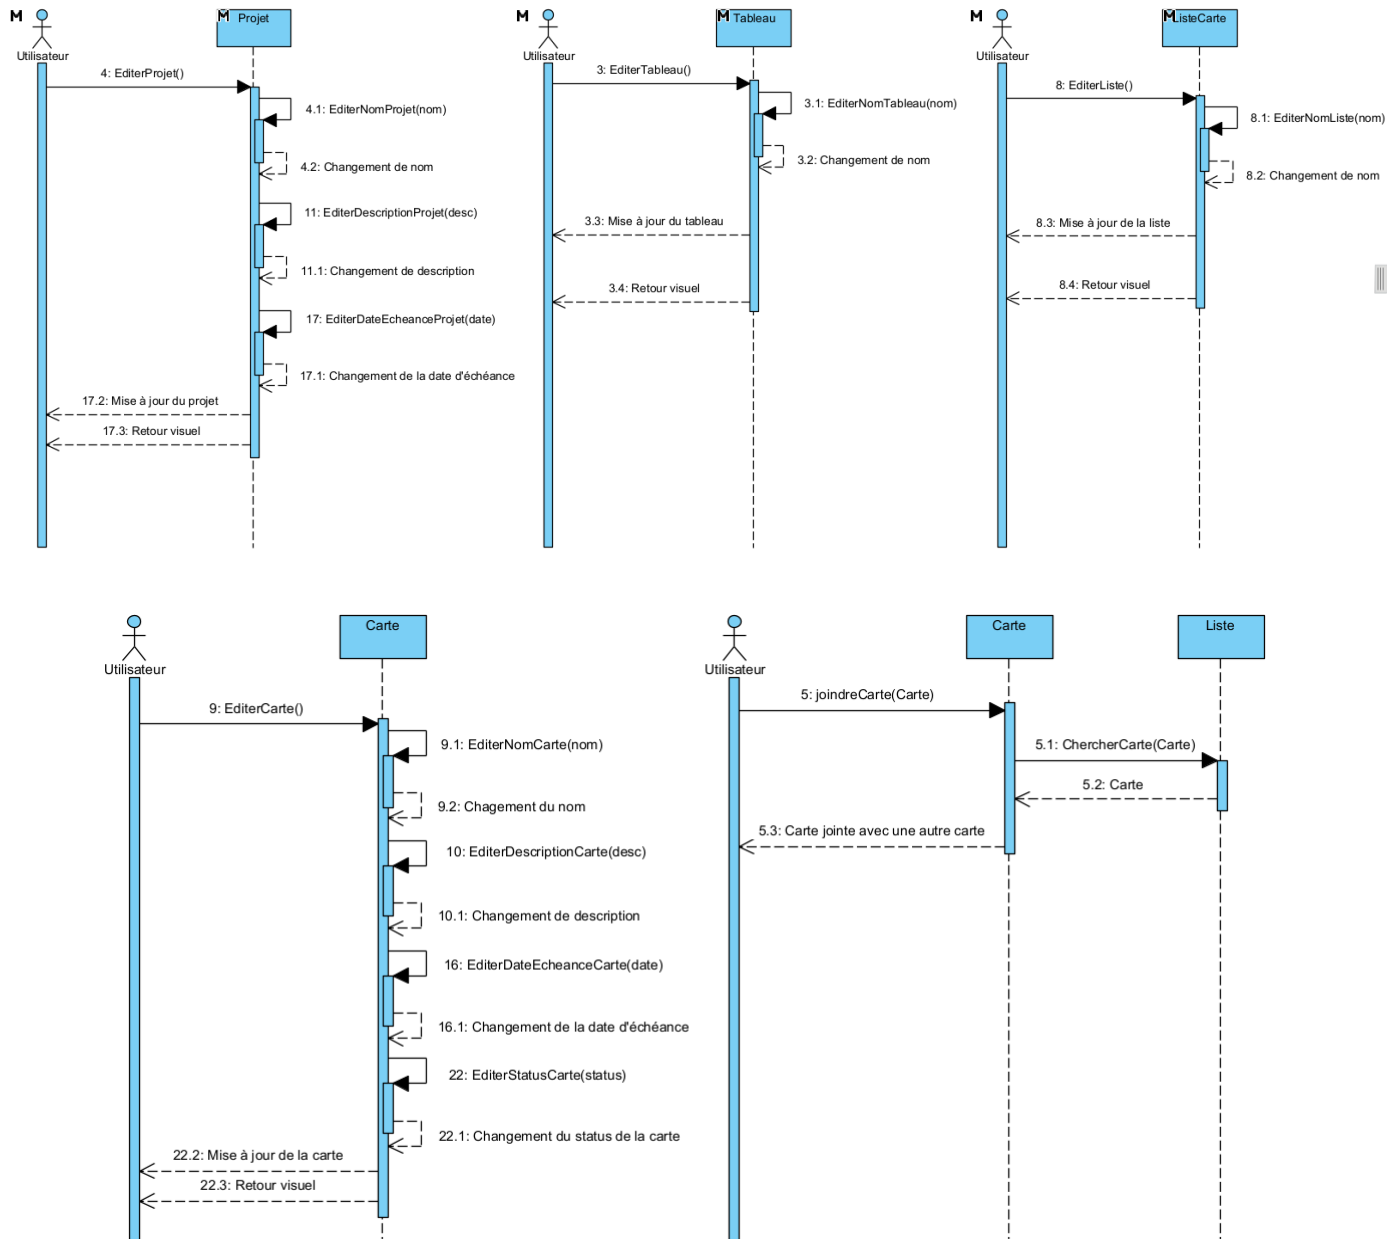 M
M Projet
Utilisateur
4: EditerProjet()
4.1: EditerNomProjet(nom)
4.2: Changement de nom
11: EditerDescriptionProjet(desc)
11.1: Changement de description
17: EditerDateEcheanceProjet(date)
17.1: Changement de la date d'échéance
17.2: Mise à jour du projet
17.3: Retour visuel
M
M Tableau
Utilisateur
3: EditerTableau()
3.1: EditerNomTableau(nom)
3.2: Changement de nom
3.3: Mise à jour du tableau
3.4: Retour visuel
M
M ListeCarte
Utilisateur
8: EditerListe()
8.1: EditerNomListe(nom)
8.2: Changement de nom
8.3: Mise à jour de la liste
8.4: Retour visuel
Utilisateur
Carte
9: EditerCarte()
9.1: EditerNomCarte(nom)
9.2: Chagement du nom
10: EditerDescriptionCarte(desc)
10.1: Changement de description
16: EditerDateEcheanceCarte(date)
16.1: Changement de la date d'échéance
22: EditerStatusCarte(status)
22.1: Changement du status de la carte
22.2: Mise à jour de la carte
22.3: Retour visuel
Utilisateur
Carte
Liste
5: joindreCarte(Carte)
5.1: ChercherCarte(Carte)
5.2: Carte
5.3: Carte jointe avec une autre carte